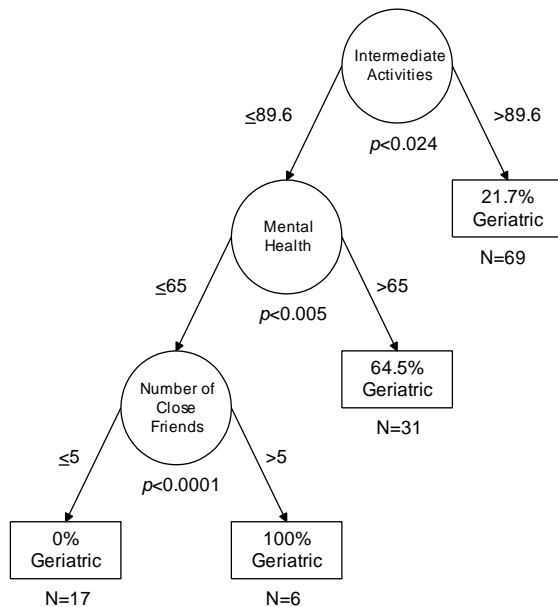 Intermediate
Activities
≤89.6
>89.6
p<0.024
21.7%
Geriatric
N=69
Mental
Health
≤65
>65
p<0.005
64.5%
Geriatric
N=31
Number of
Close
Friends
≤5
>5
p<0.0001
0%
Geriatric
N=17
100%
Geriatric
N=6